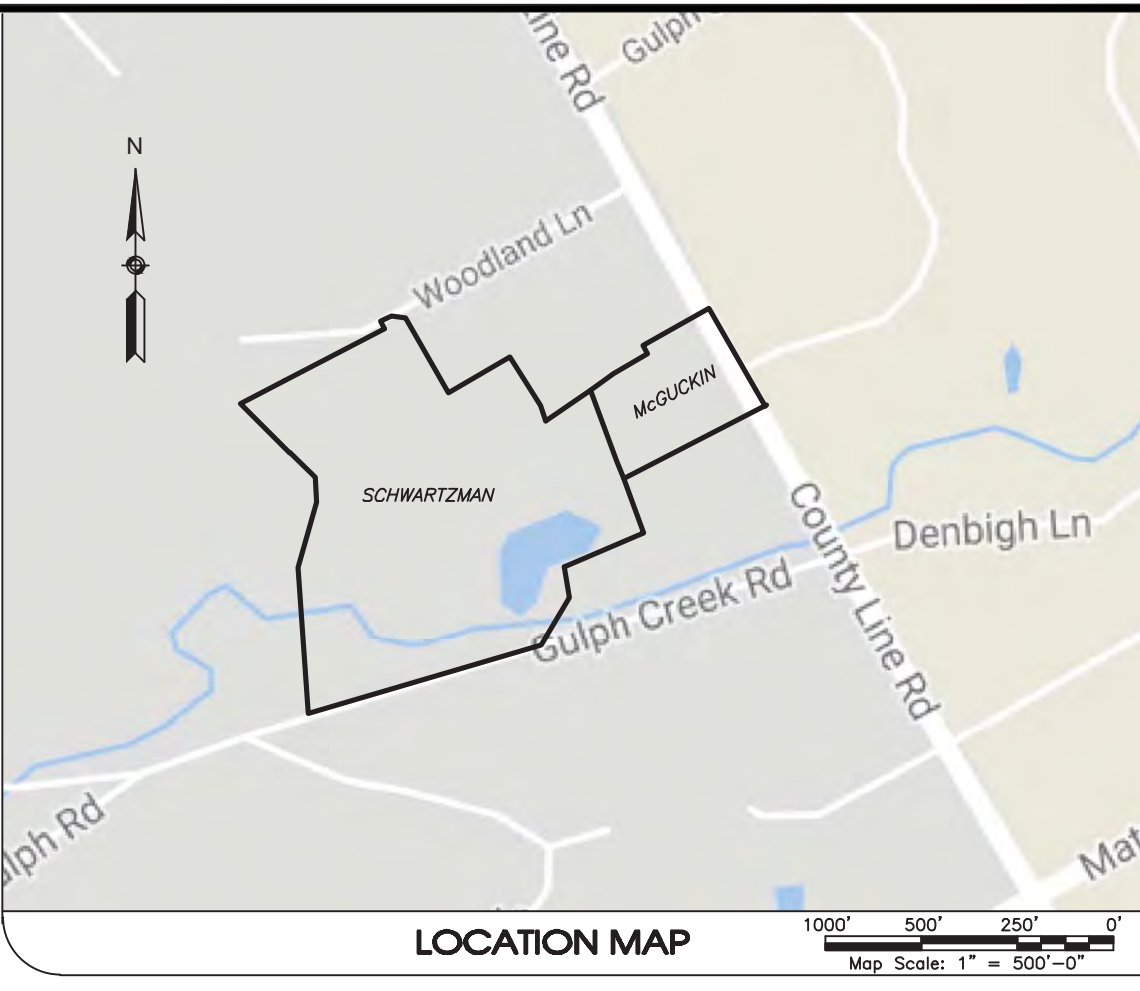 Line Rd
Gulph
N
Woodland Ln
McGUCKIN
SCHWARTZMAN
County Line Rd
Denbigh Ln
Gulph Creek Rd
ulph Rd
Mat
LOCATION MAP
1000' 500' 250' 0'
Map Scale: 1" = 500'-0"